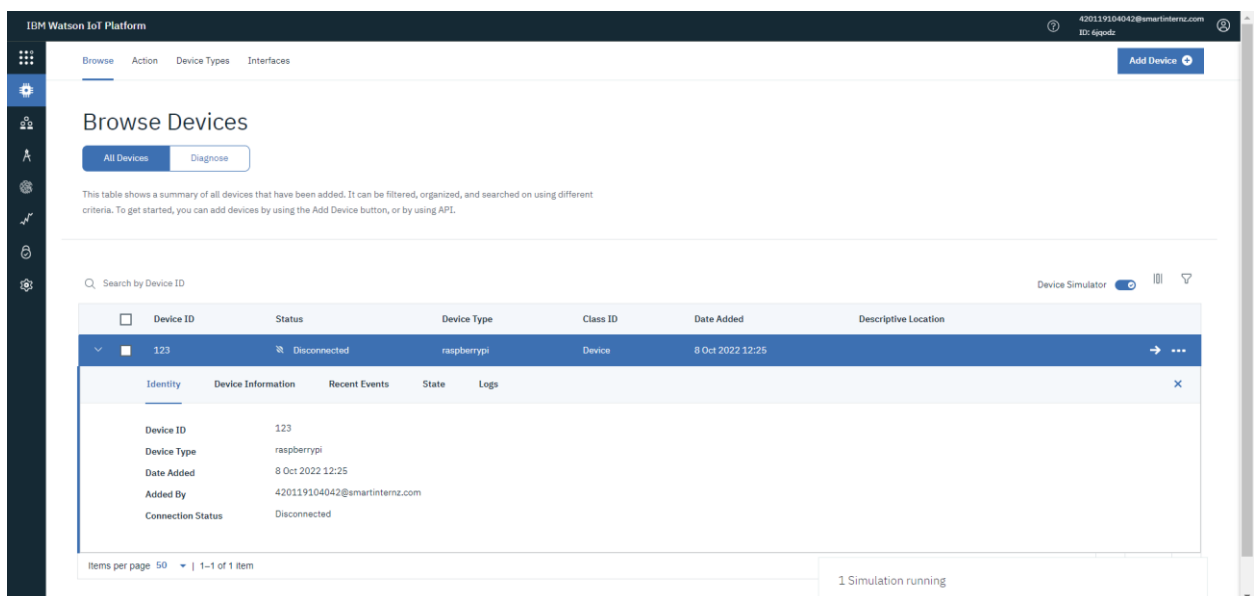 IBM Watson IoT Platform
420119104042@smartinternz.com
ID: 6jqodz
Browse Action Device Types Interfaces
Add Device
Browse Devices
All Devices Diagnose
This table shows a summary of all devices that have been added. It can be filtered, organized, and searched on using different
criteria. To get started, you can add devices by using the Add Device button, or by using API.
Search by Device ID
Device Simulator
Device ID Status Device Type Class ID Date Added Descriptive Location
123 Disconnected raspberrypi Device 8 Oct 2022 12:25
Identity Device Information Recent Events State Logs
Device ID 123
Device Type raspberrypi
Date Added 8 Oct 2022 12:25
Added By 420119104042@smartinternz.com
Connection Status Disconnected
Items per page 50 | 1–1 of 1 item
1 Simulation running